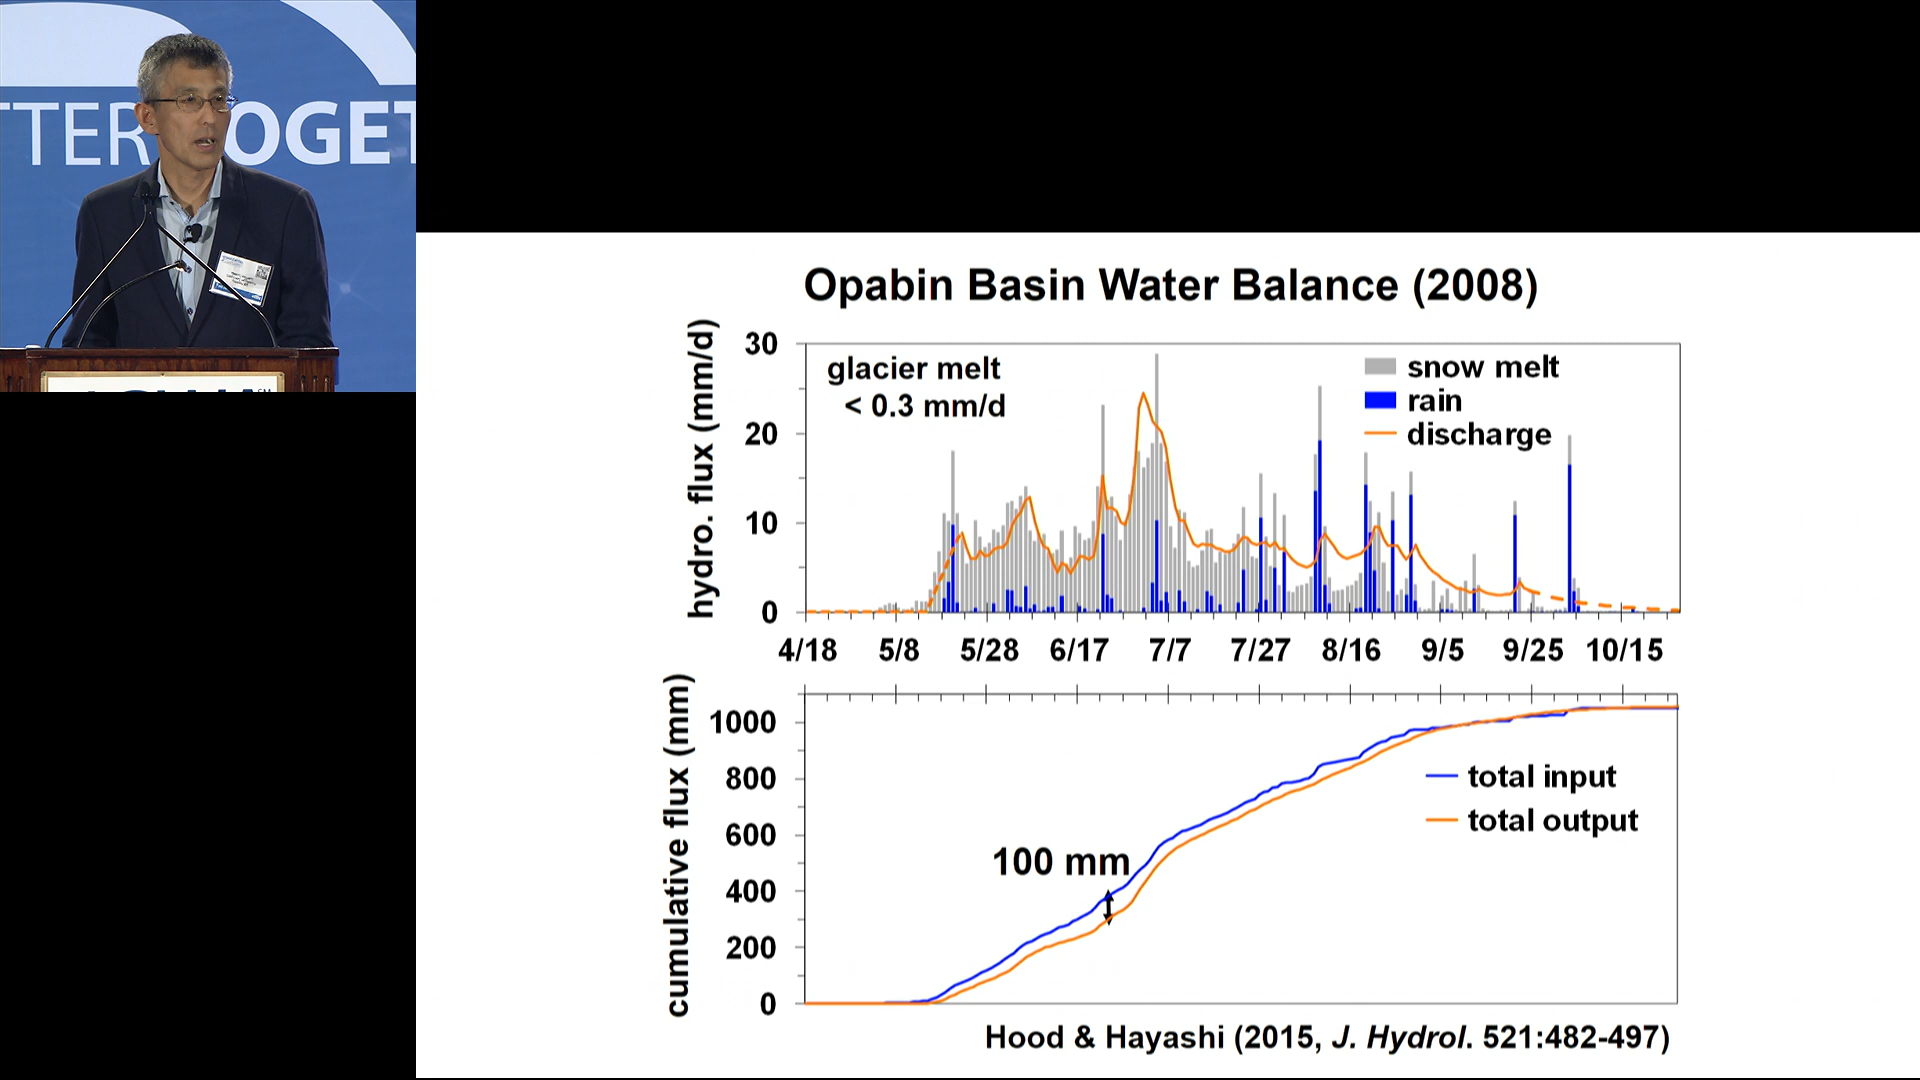 TTER TOGET
Opabin Basin Water Balance (2008)
hydro. flux (mm/d)
30
20
10
0
glacier melt
< 0.3 mm/d
snow melt
rain
discharge
4/18 5/8 5/28 6/17 7/7 7/27 8/16 9/5 9/25 10/15
cumulative flux (mm)
1000
800
600
400
200
0
100 mm
total input
total output
Hood & Hayashi (2015, J. Hydrol. 521:482-497)